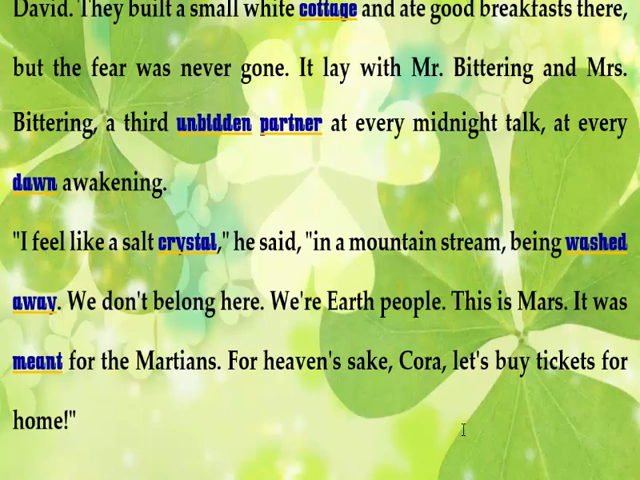 David. They built a small white cottage and ate good breakfasts there,
but the fear was never gone. It lay with Mr. Bittering and Mrs.
Bittering, a third unbidden partner at every midnight talk, at every
dawn awakening.
"I feel like a salt crystal," he said, "in a mountain stream, being washed
away. We don't belong here. We're Earth people. This is Mars. It was
meant for the Martians. For heaven's sake, Cora, let's buy tickets for
home!"